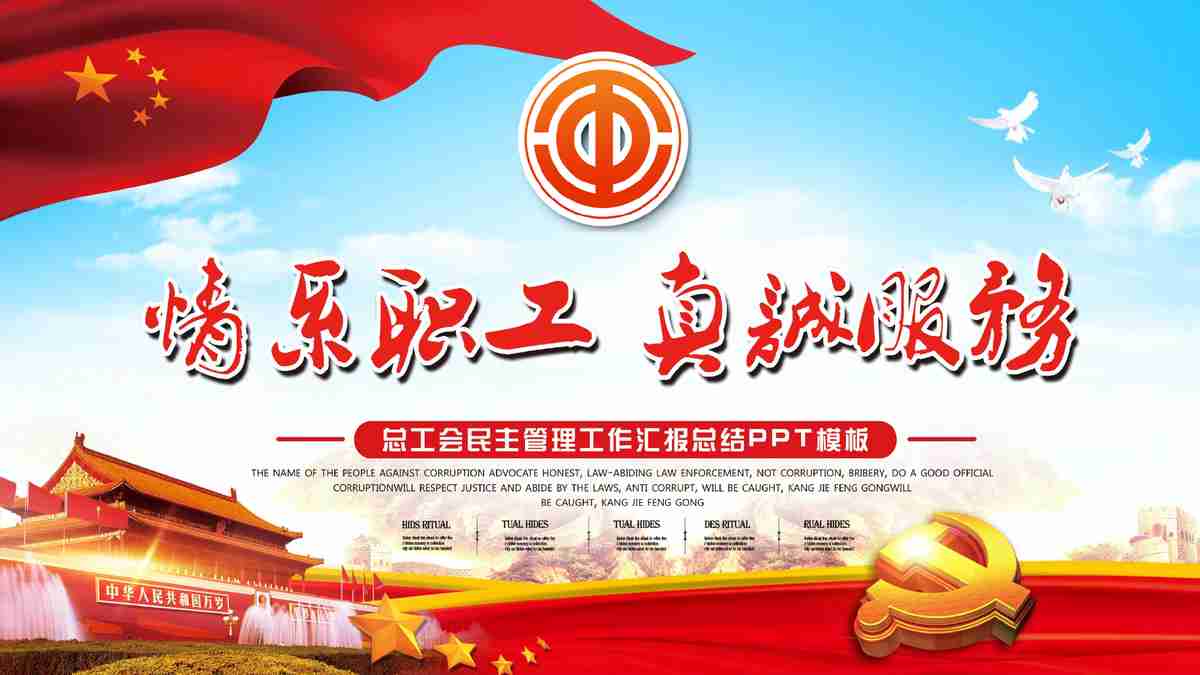 情系职工 真誠服務
总工会民主管理工作汇报总结PPT模板
THE NAME OF THE PEOPLE AGAINST CORRUPTION ADVOCATE HONEST, LAW-ABIDING LAW ENFORCEMENT, NOT CORRUPTION, BRIBERY, DO A GOOD OFFICIAL
CORRUPTIONWILL RESPECT JUSTICE AND ABIDE BY THE LAWS, ANTI CORRUPT, WILL BE CAUGHT, KANG JIE FENG GONGWILL
BE CAUGHT, KANG JIE FENG GONG
HIDS RITUAL TUAL HIDES TUAL HIDES DES RITUAL RUAL HIDES
中华人民共和国万岁